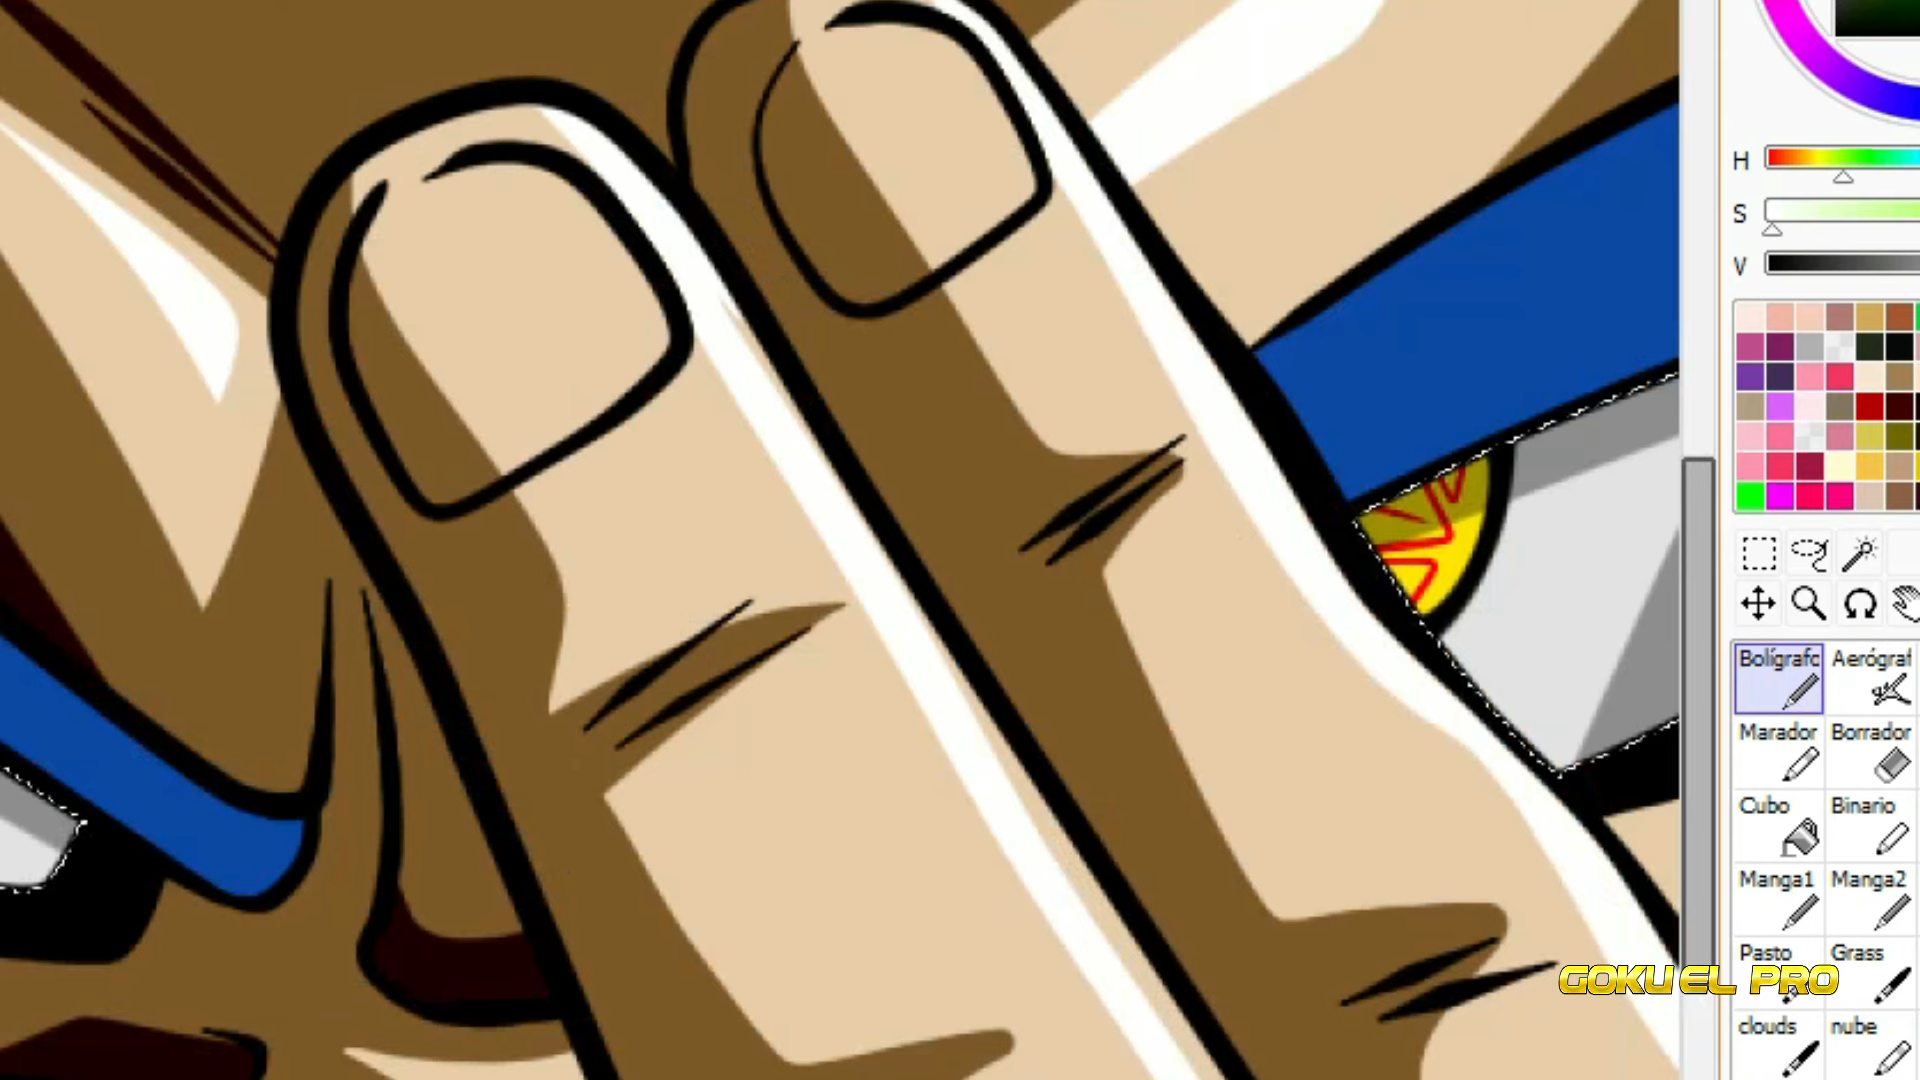 H
S
V
Bolígrafo Aerógraf
Marador Borrador
Cubo Binario
Manga1 Manga2
Pasto Grass
GOKU EL PRO
clouds nube